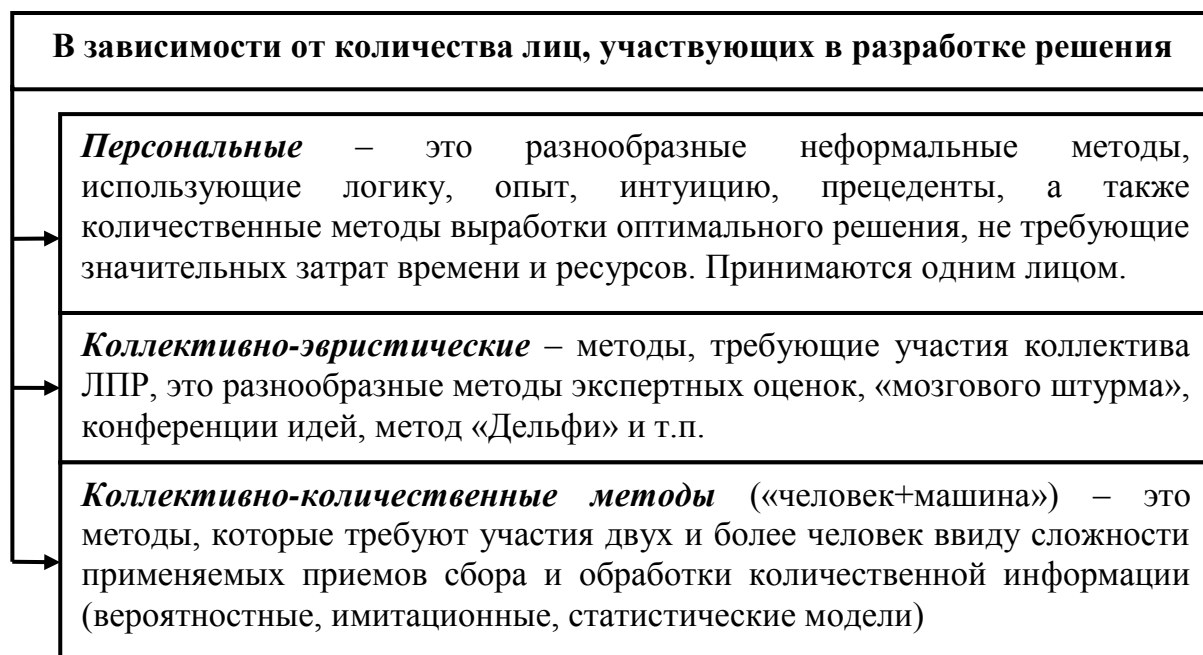 В зависимости от количества лиц, участвующих в разработке решения
Персональные – это разнообразные неформальные методы,
использующие логику, опыт, интуицию, прецеденты, а также
количественные методы выработки оптимального решения, не требующие
значительных затрат времени и ресурсов. Принимаются одним лицом.
Коллективно-эвристические – методы, требующие участия коллектива
ЛПР, это разнообразные методы экспертных оценок, «мозгового штурма»,
конференции идей, метод «Дельфи» и т.п.
Коллективно-количественные методы («человек+машина») – это
методы, которые требуют участия двух и более человек ввиду сложности
применяемых приемов сбора и обработки количественной информации
(вероятностные, имитационные, статистические модели)